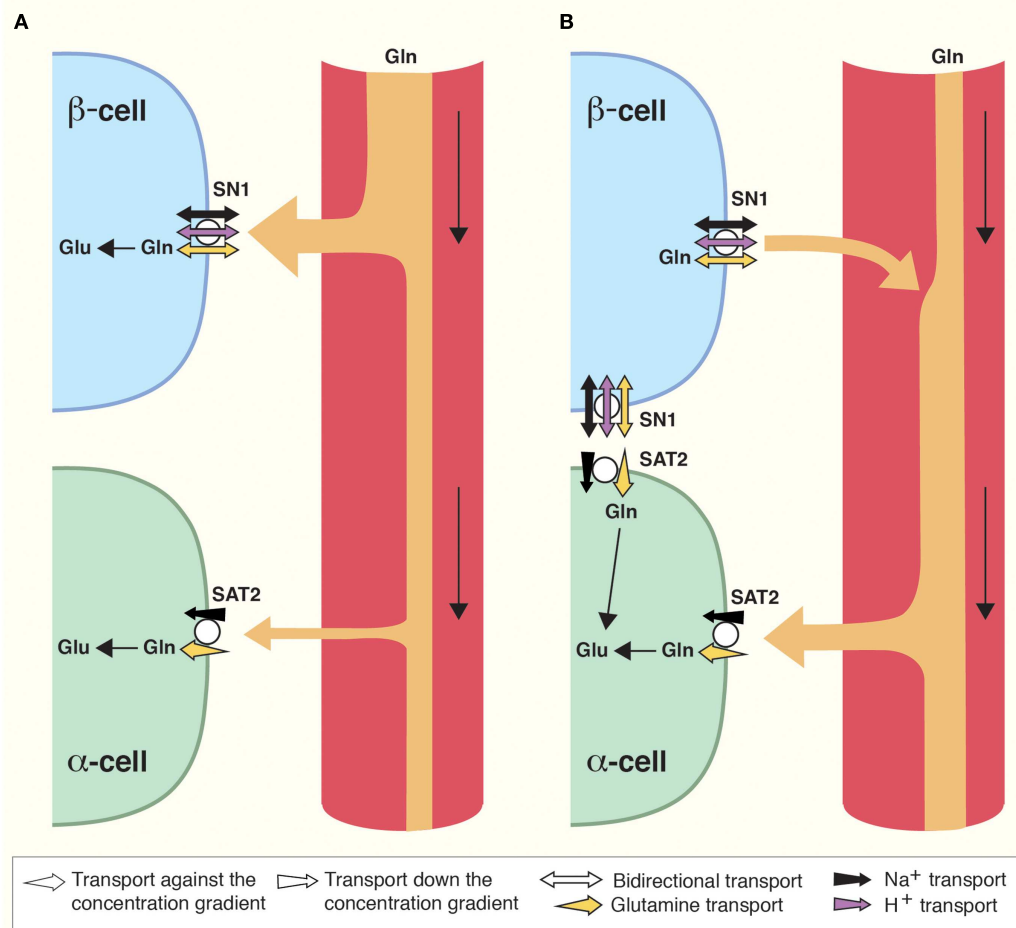 A
Gln
β-cell
SN1
Glu
Gln
SAT2
Glu
Gln
α-cell
B
Gln
β-cell
SN1
Gln
SN1
SAT2
Gln
SAT2
Glu
Gln
α-cell
Transport against the
concentration gradient
Transport down the
concentration gradient
Bidirectional transport
Glutamine transport
Na+ transport
H+ transport